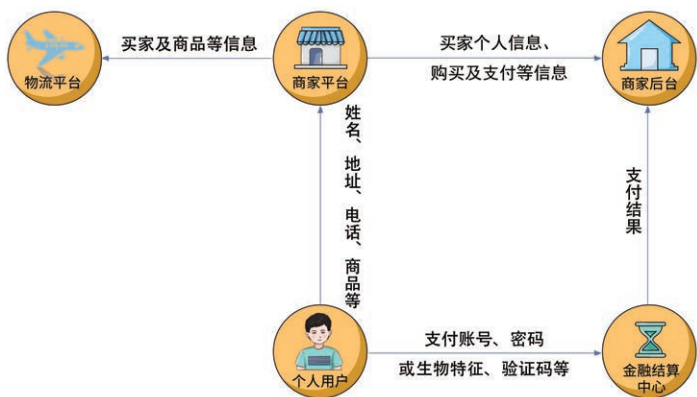 买家及商品等信息
买家个人信息、
购买及支付等信息
物流平台
商家平台
商家后台
姓名、地址、电话、商品等
支付结果
支付账号、密码
或生物特征、验证码等
个人用户
金融结算
中心